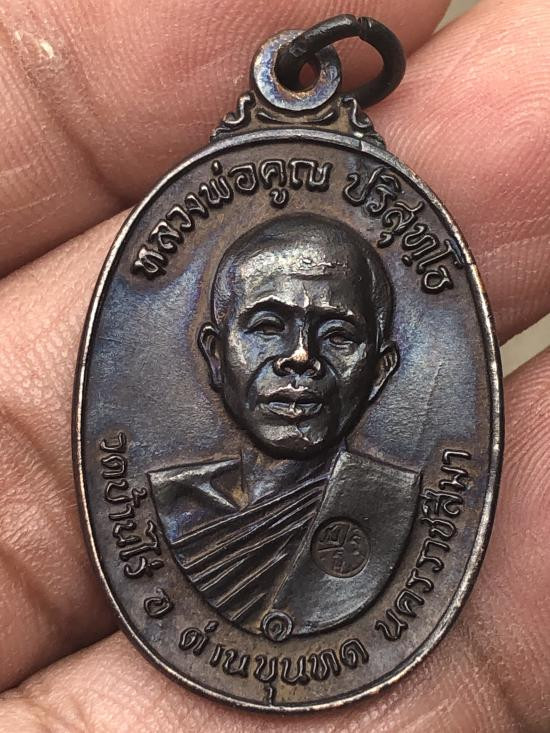 หลวงพ่อคูณ ปริสุทฺโธ
วัดบ้านไร่ อ ด่านขุนทด นครราชสีมา
๑